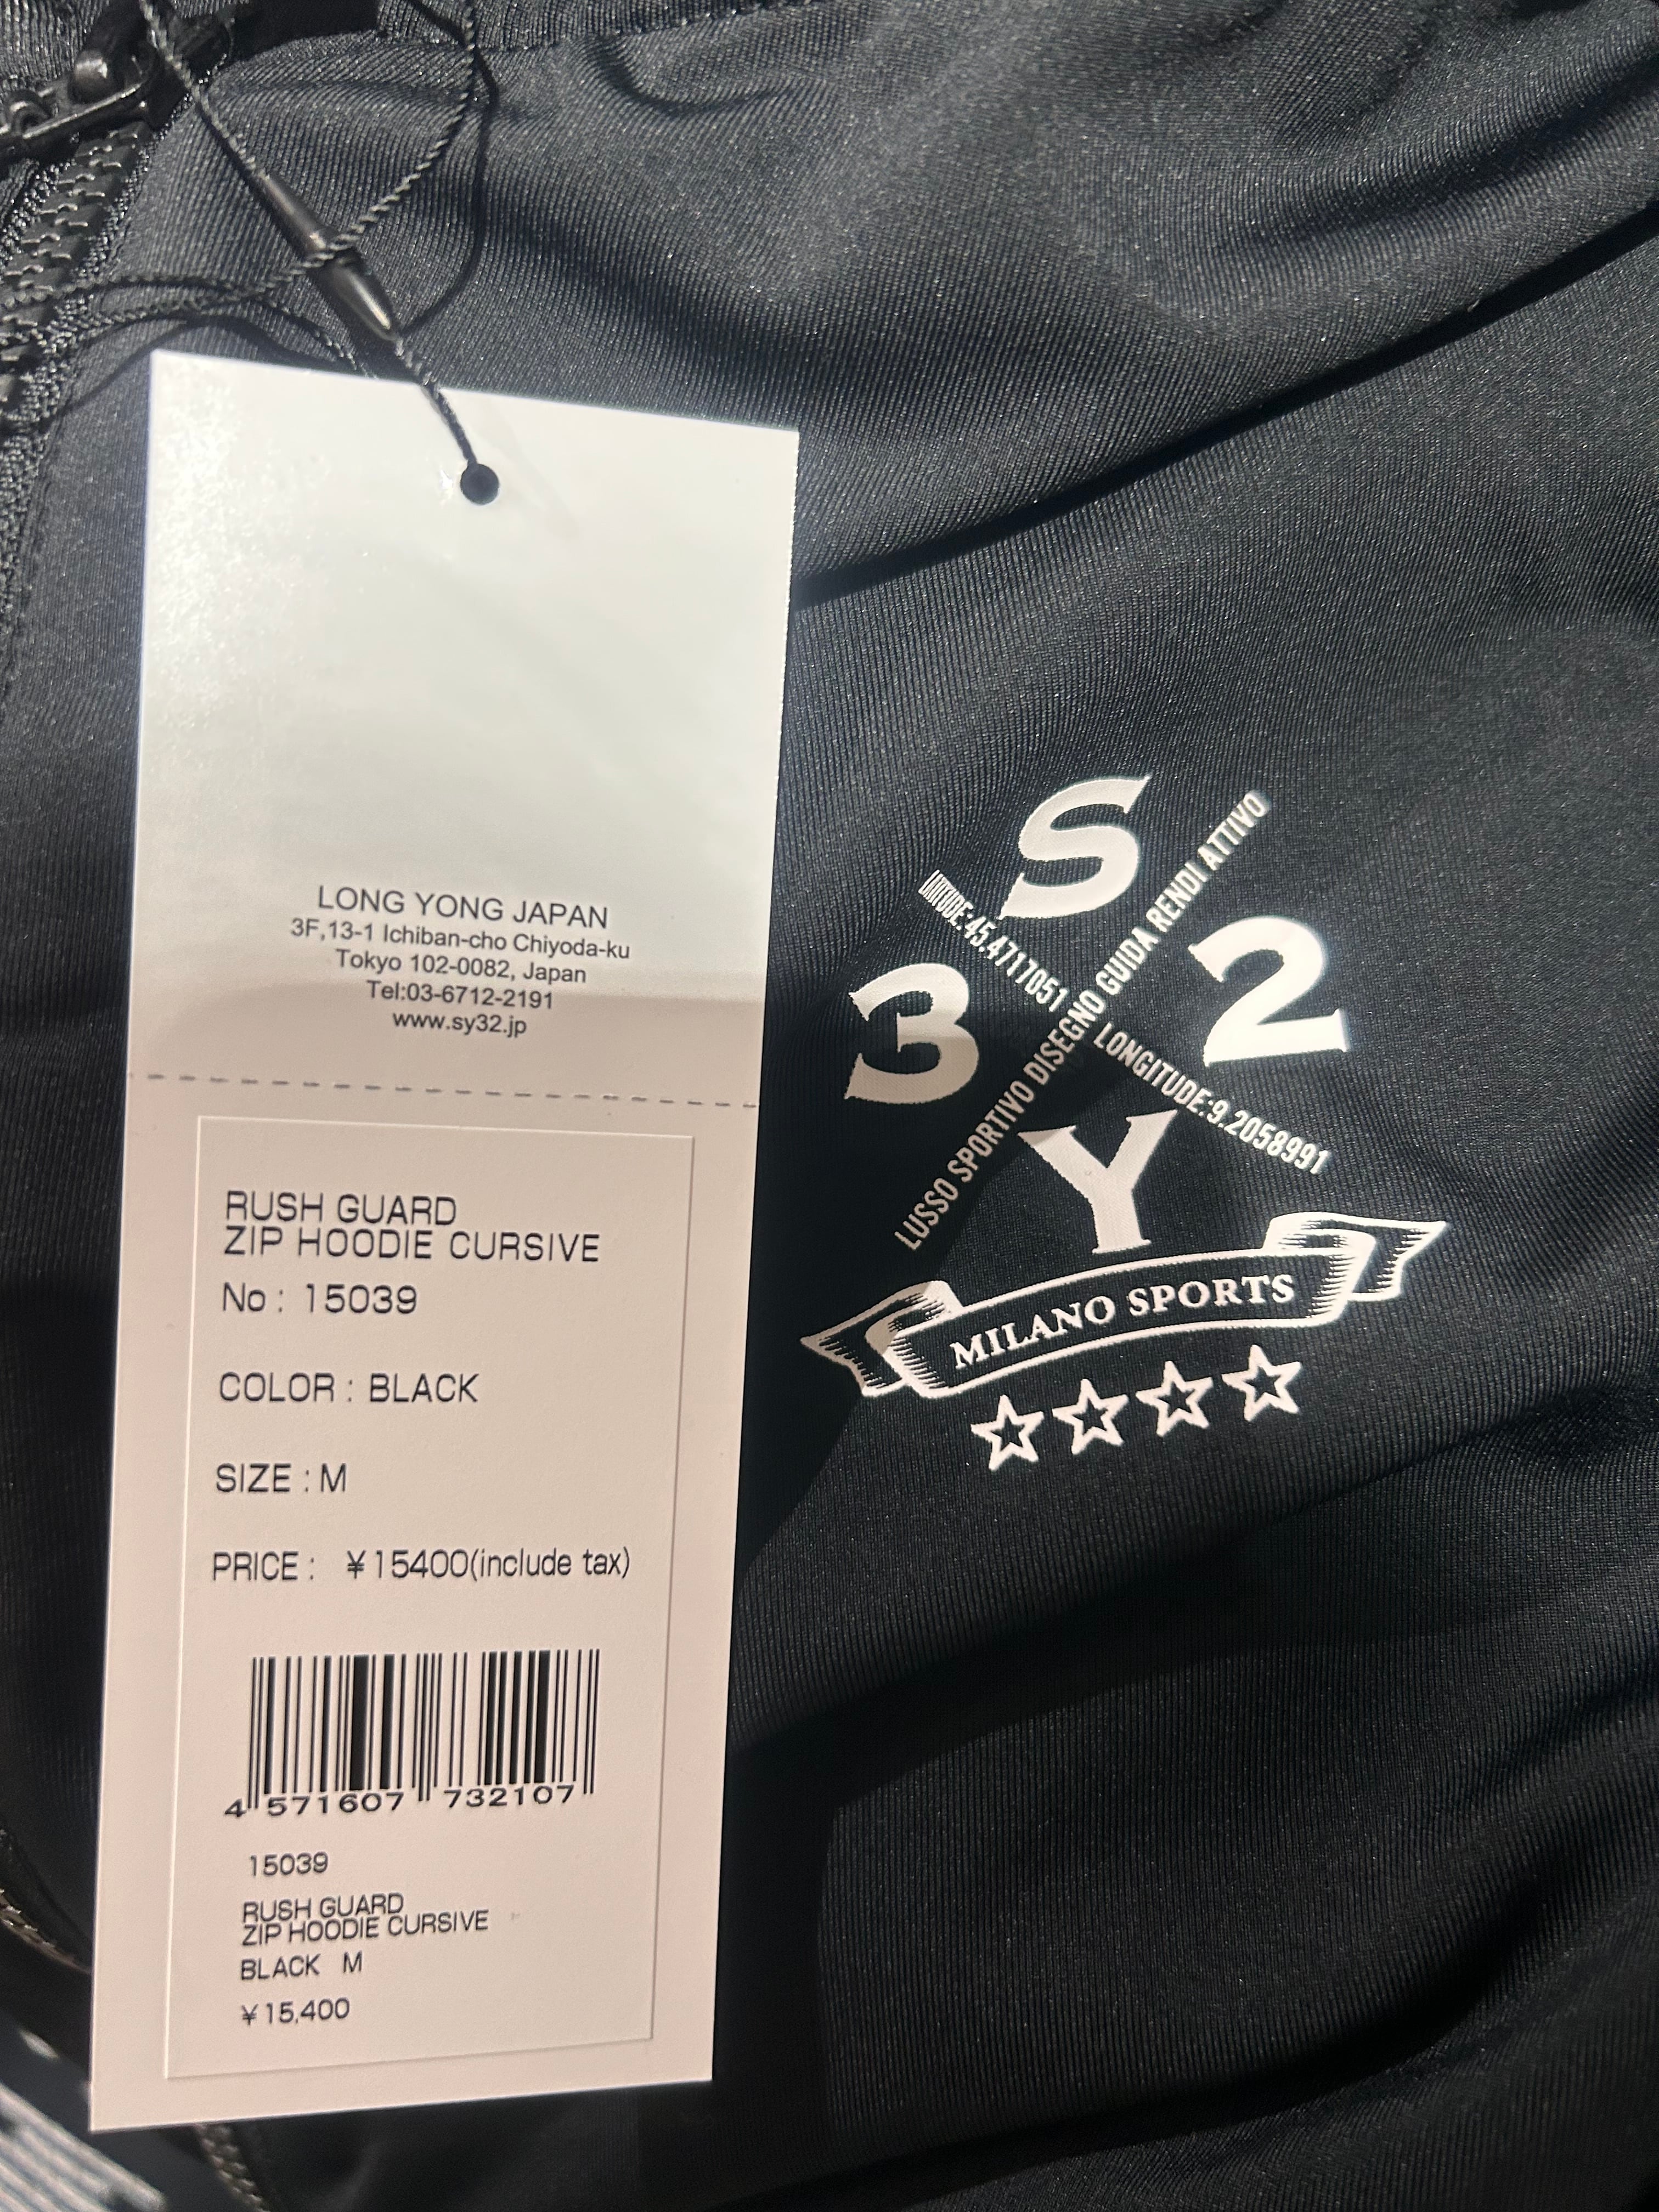 LONG YONG JAPAN
3F,13-1 Ichiban-cho Chiyoda-ku
Tokyo 102-0082, Japan
Tel:03-6712-2191
www.sy32.jp
RUSH GUARD
ZIP HOODIE CURSIVE
No : 15039
COLOR : BLACK
SIZE : M
PRICE : ¥15400(include tax)
4 571607 732107
15039
RUSH GUARD
ZIP HOODIE CURSIVE
BLACK M
¥15,400
S
3
2
Y
LATITUDE:45.4717051 LONGITUDE:9.2058991
LUSSO SPORTIVO DISEGNO GUIDA RENDI ATTIVO
MILANO SPORTS